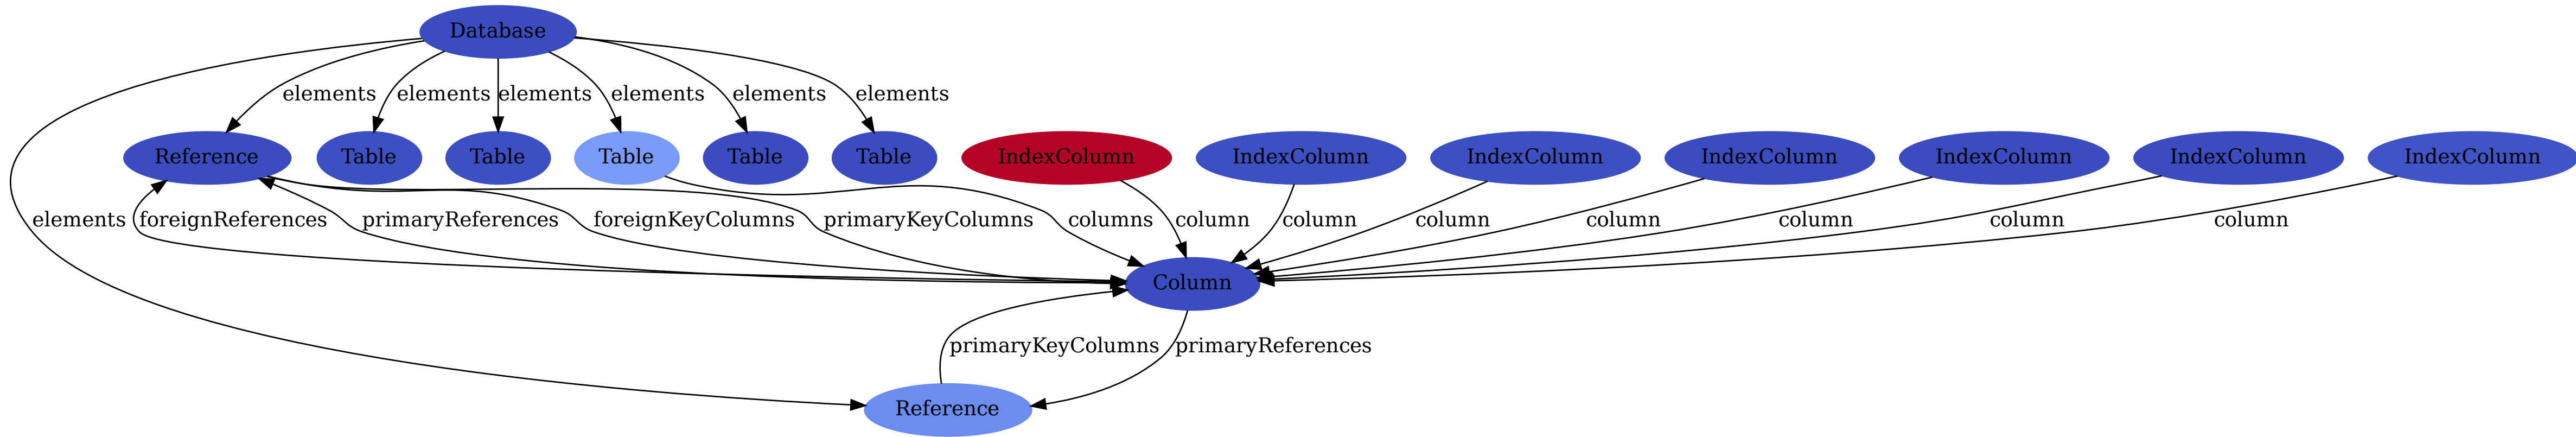 Database
elements
elements
elements
elements
elements
elements
Reference
Table
Table
Table
Table
Table
IndexColumn
IndexColumn
IndexColumn
IndexColumn
IndexColumn
IndexColumn
IndexColumn
elements
foreignReferences
primaryReferences
foreignKeyColumns
primaryKeyColumns
columns
column
column
column
column
column
column
column
Column
primaryKeyColumns
primaryReferences
Reference